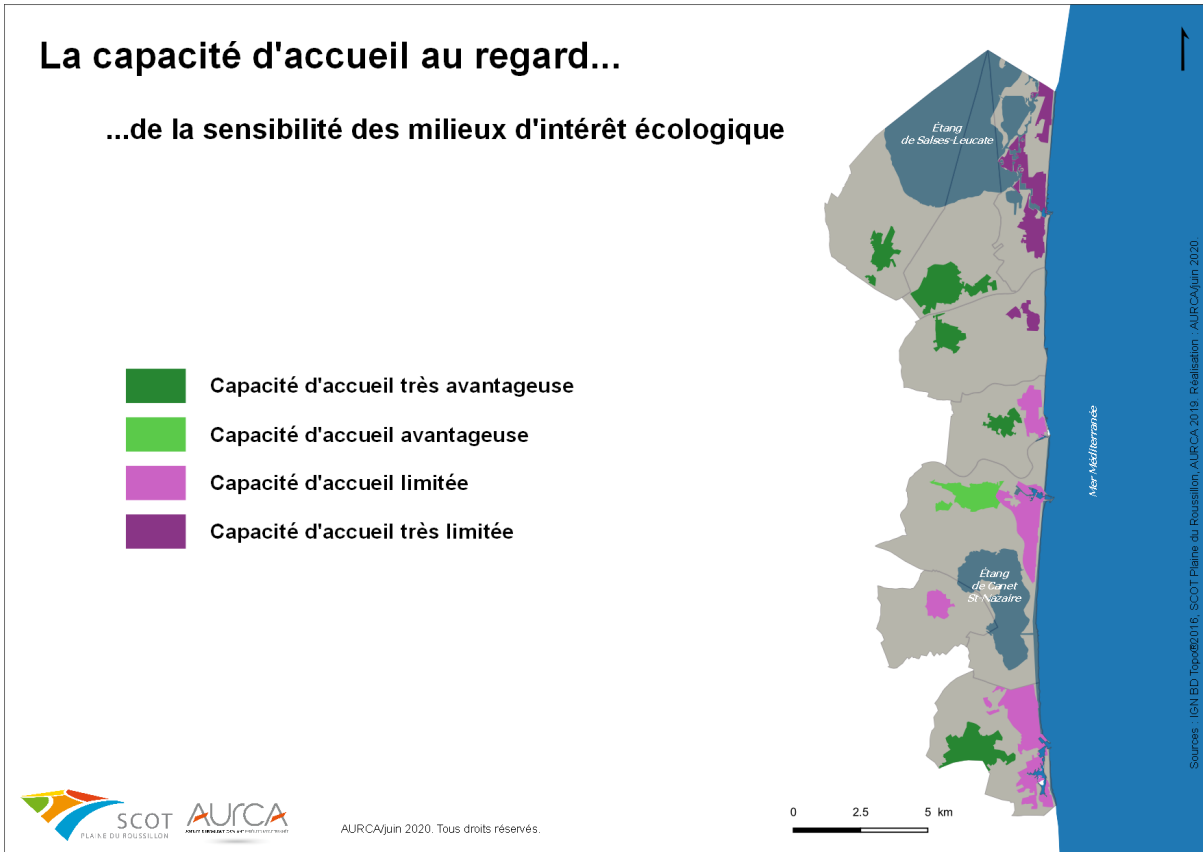 La capacité d'accueil au regard...
...de la sensibilité des milieux d'intérêt écologique
Étang
de Salses-Leucate
Capacité d'accueil très avantageuse
Capacité d'accueil avantageuse
Capacité d'accueil limitée
Capacité d'accueil très limitée
Mer Méditerranée
Étang
de Canet
St-Nazaire
Sources : IGN BD Topo®2016, SCOT Plaine du Roussillon, AURCA 2019. Réalisation : AURCA/juin 2020.
SCOT
PLAINE DU ROUSSILLON
AURCA
AURCA/juin 2020. Tous droits réservés.
0 2.5 5 km